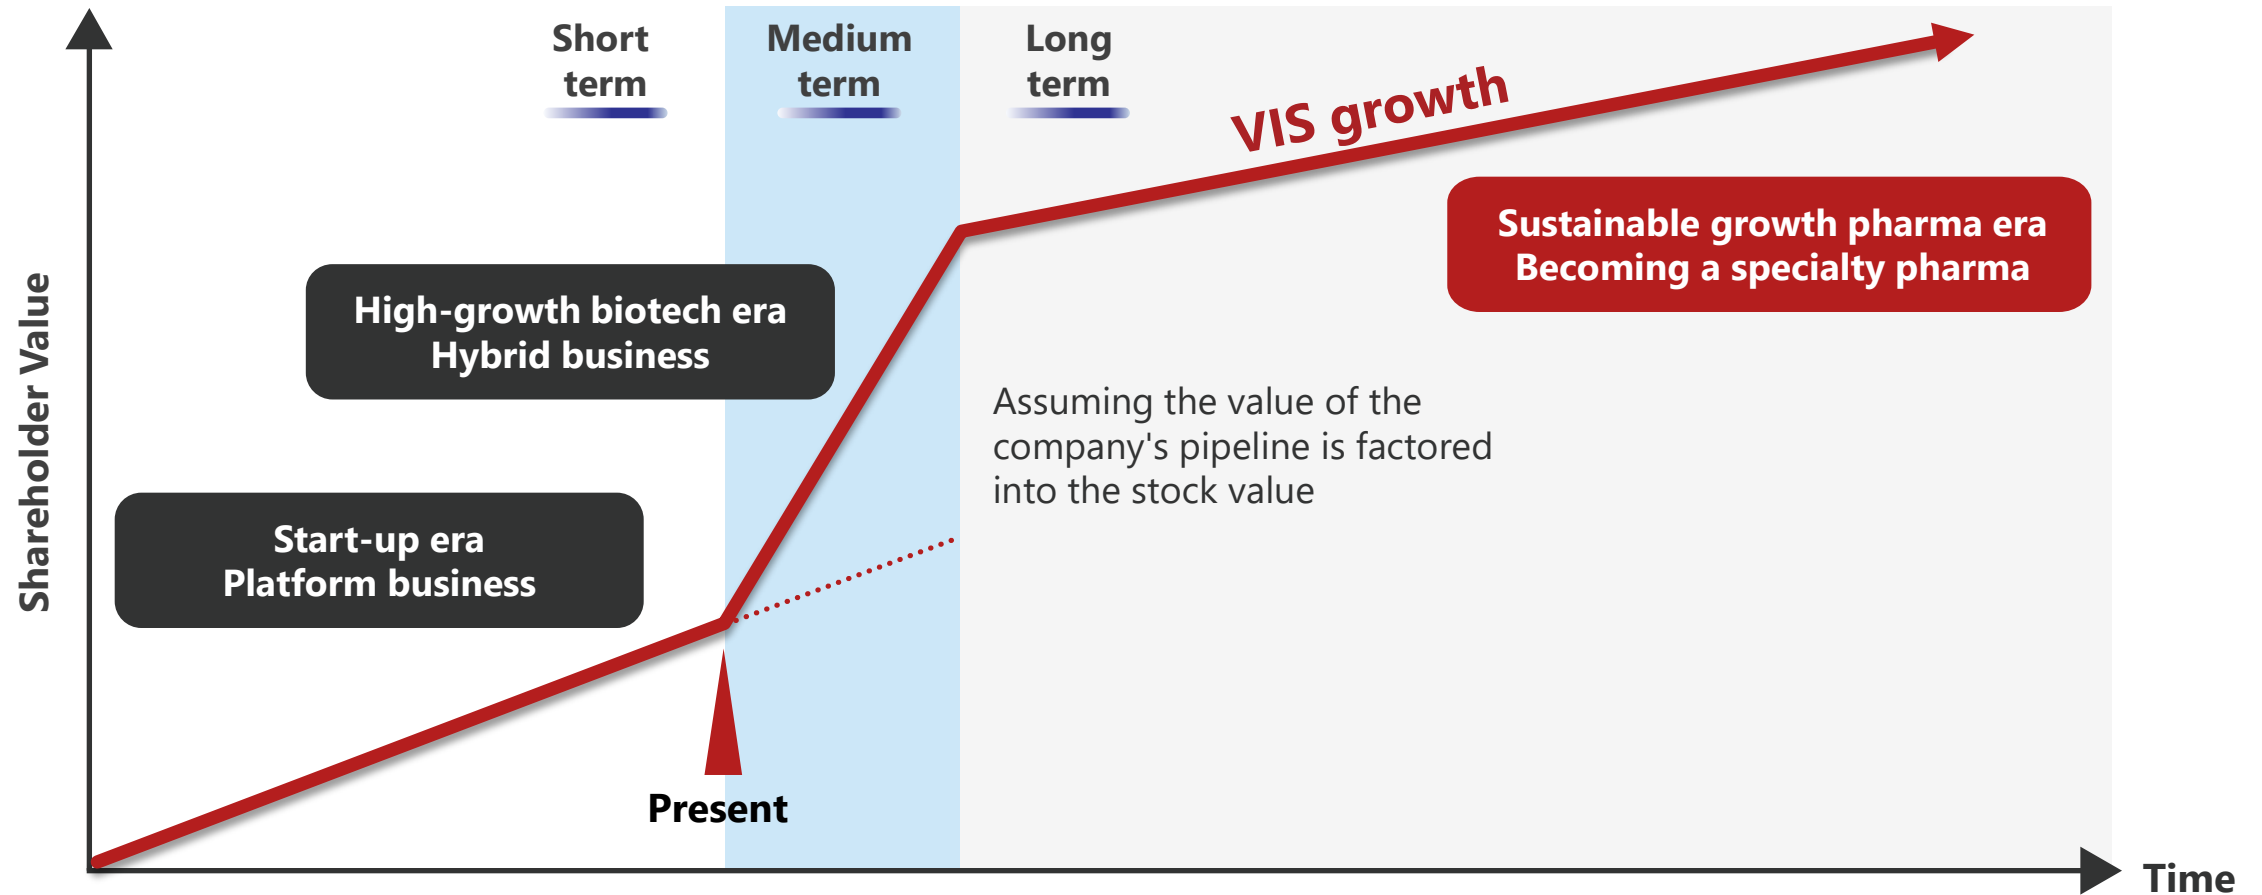 Short
term
Medium
term
Long
term
VIS growth
Sustainable growth pharma era
Becoming a specialty pharma
High-growth biotech era
Hybrid business
Assuming the value of the
company's pipeline is factored
into the stock value
Start-up era
Platform business
Shareholder Value
Present
Time